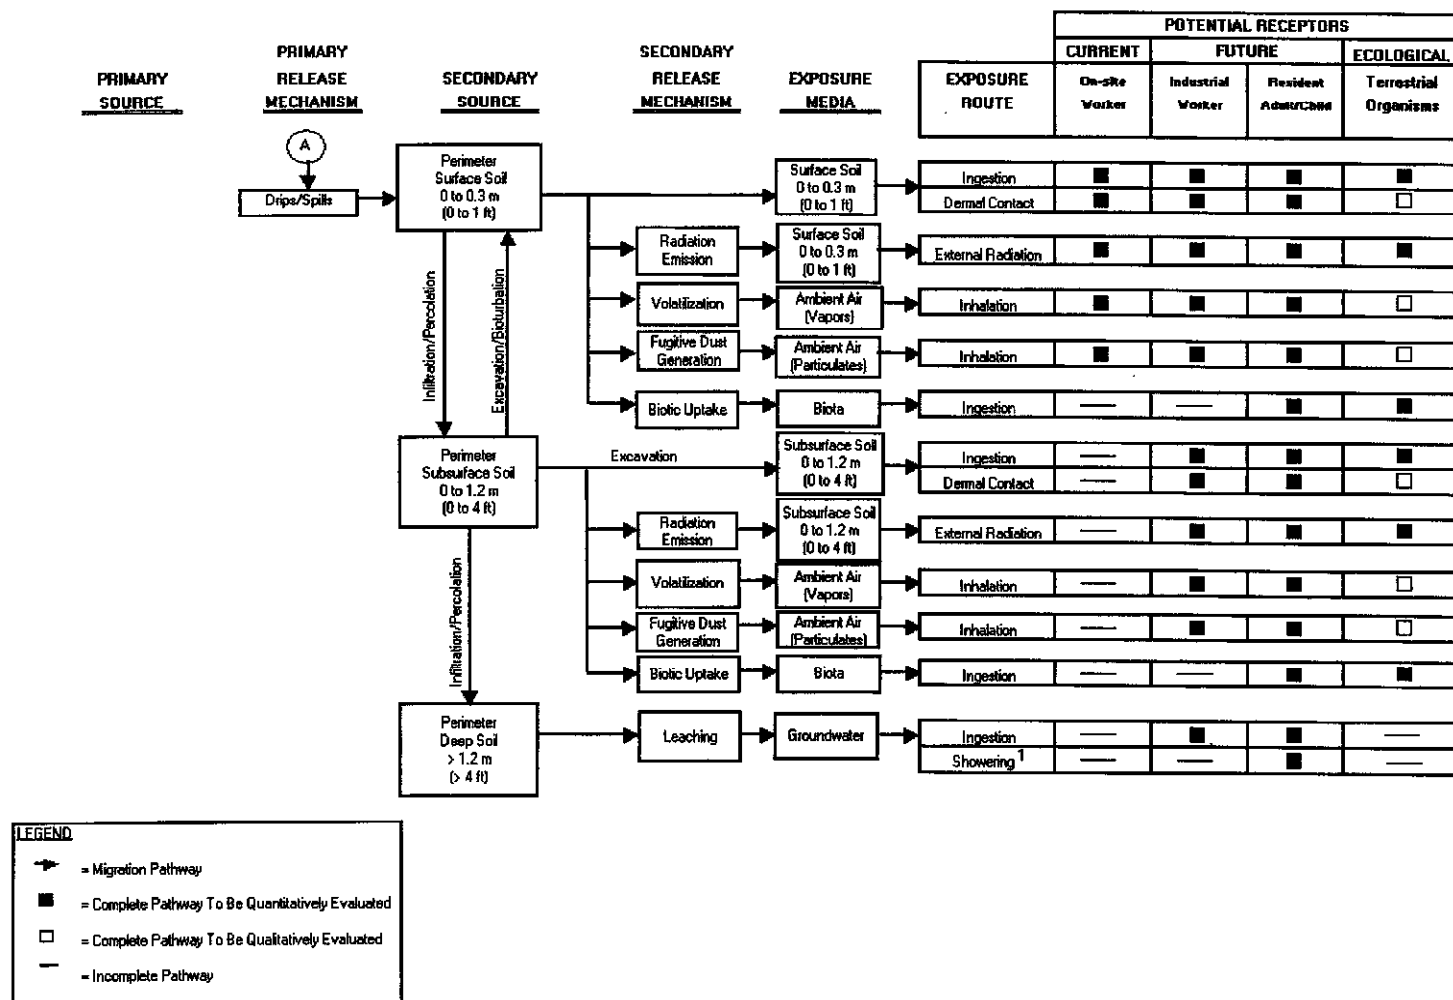 POTENTIAL RECEPTORS
CURRENT FUTURE ECOLOGICAL
PRIMARY SOURCE
PRIMARY RELEASE MECHANISM
SECONDARY SOURCE
SECONDARY RELEASE MECHANISM
EXPOSURE MEDIA
EXPOSURE ROUTE
On-site Worker
Industrial Worker
Resident Adult/Child
Terrestrial Organisms
A
Drips/Spills
Perimeter
Surface Soil
0 to 0.3 m
(0 to 1 ft)
Surface Soil
0 to 0.3 m
(0 to 1 ft)
Ingestion
Dermal Contact
Radiation
Emission
Surface Soil
0 to 0.3 m
(0 to 1 ft)
External Radiation
Volatilization
Ambient Air
(Vapors)
Inhalation
Fugitive Dust
Generation
Ambient Air
(Particulates)
Inhalation
Biotic Uptake
Biota
Ingestion
Infiltration/Percolation
Excavation/Bioturbation
Perimeter
Subsurface Soil
0 to 1.2 m
(0 to 4 ft)
Excavation
Subsurface Soil
0 to 1.2 m
(0 to 4 ft)
Ingestion
Dermal Contact
Radiation
Emission
Subsurface Soil
0 to 1.2 m
(0 to 4 ft)
External Radiation
Volatilization
Ambient Air
(Vapors)
Inhalation
Fugitive Dust
Generation
Ambient Air
(Particulates)
Inhalation
Biotic Uptake
Biota
Ingestion
Infiltration/Percolation
Perimeter
Deep Soil
> 1.2 m
(> 4 ft)
Leaching
Groundwater
Ingestion
Showering 1
LEGEND
= Migration Pathway
= Complete Pathway To Be Quantitatively Evaluated
= Complete Pathway To Be Qualitatively Evaluated
= Incomplete Pathway